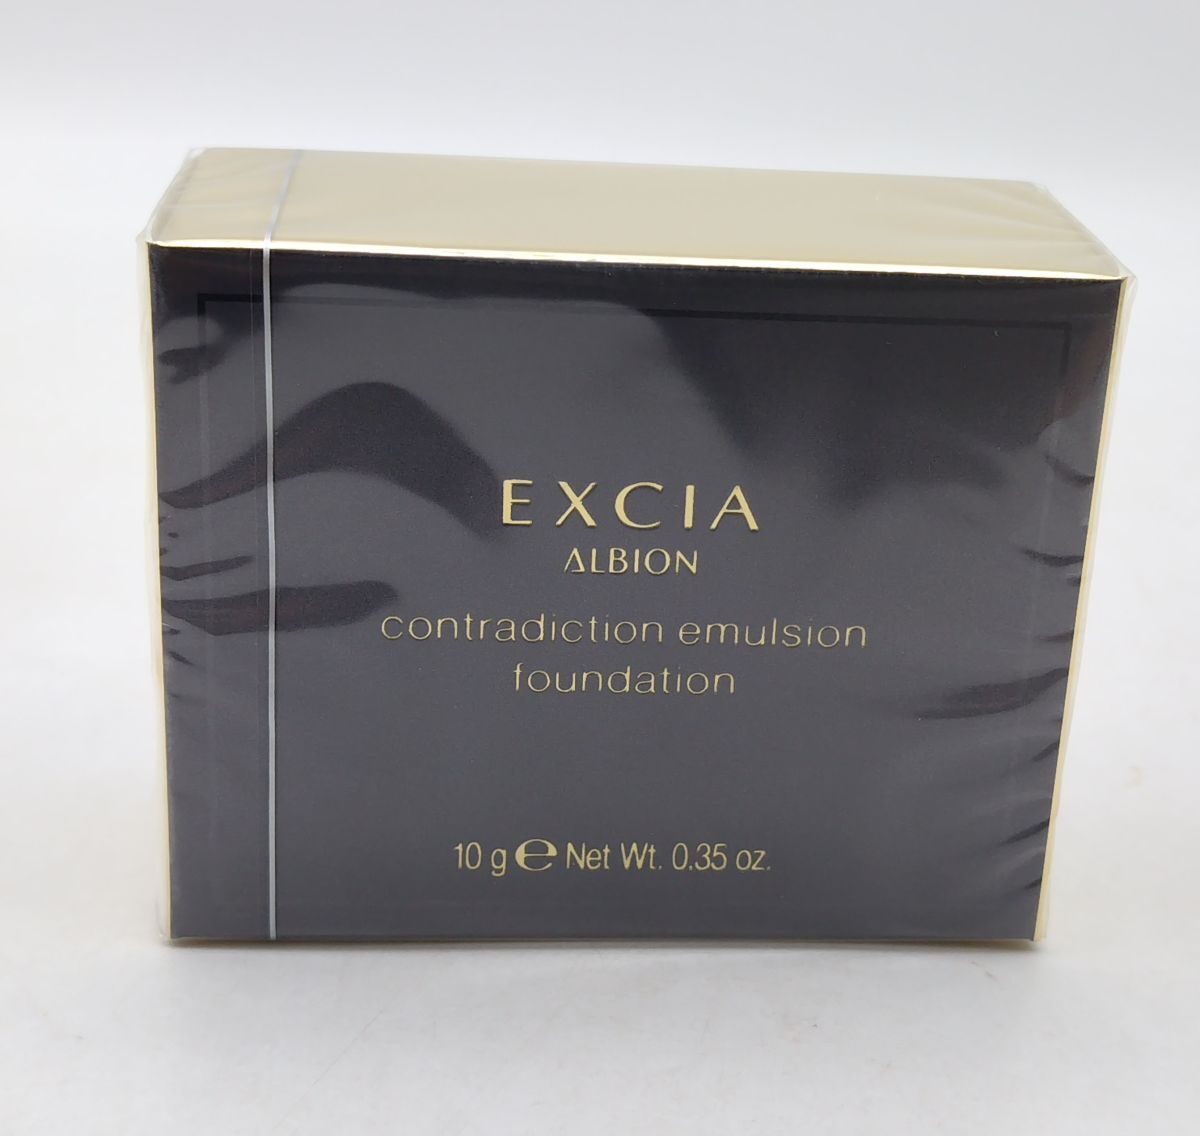 EXCIA
ALBION
contradiction emulsion
foundation
10 g ℮ Net Wt. 0.35 oz.